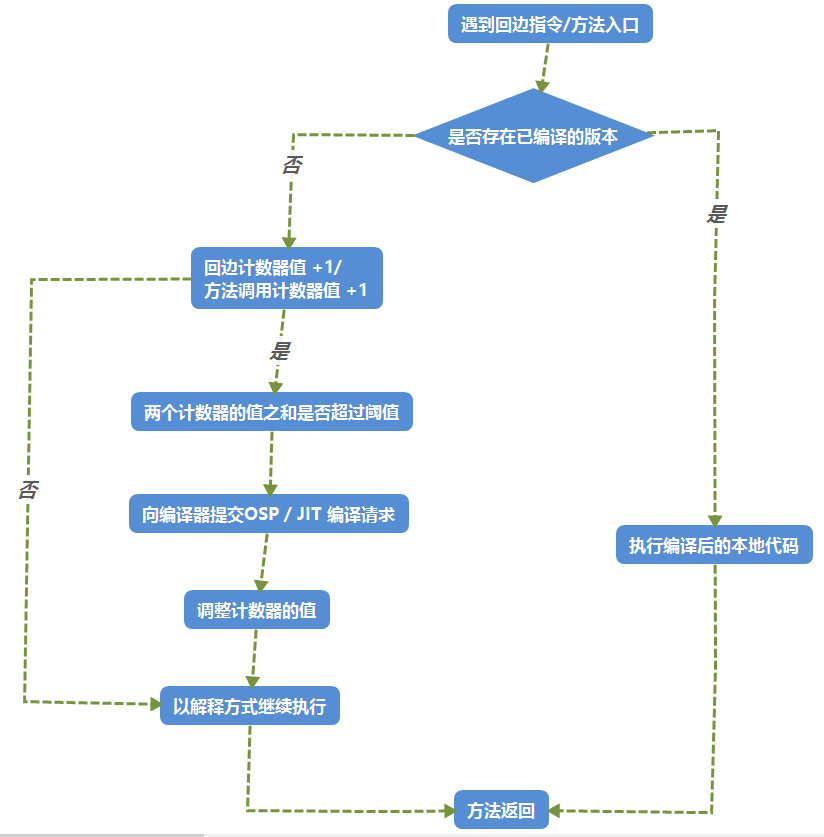 遇到回边指令/方法入口
是否存在已编译的版本
否
是
回边计数器值 +1/
方法调用计数器值 +1
是
两个计数器的值之和是否超过阈值
否
向编译器提交OSP / JIT 编译请求
执行编译后的本地代码
调整计数器的值
以解释方式继续执行
方法返回